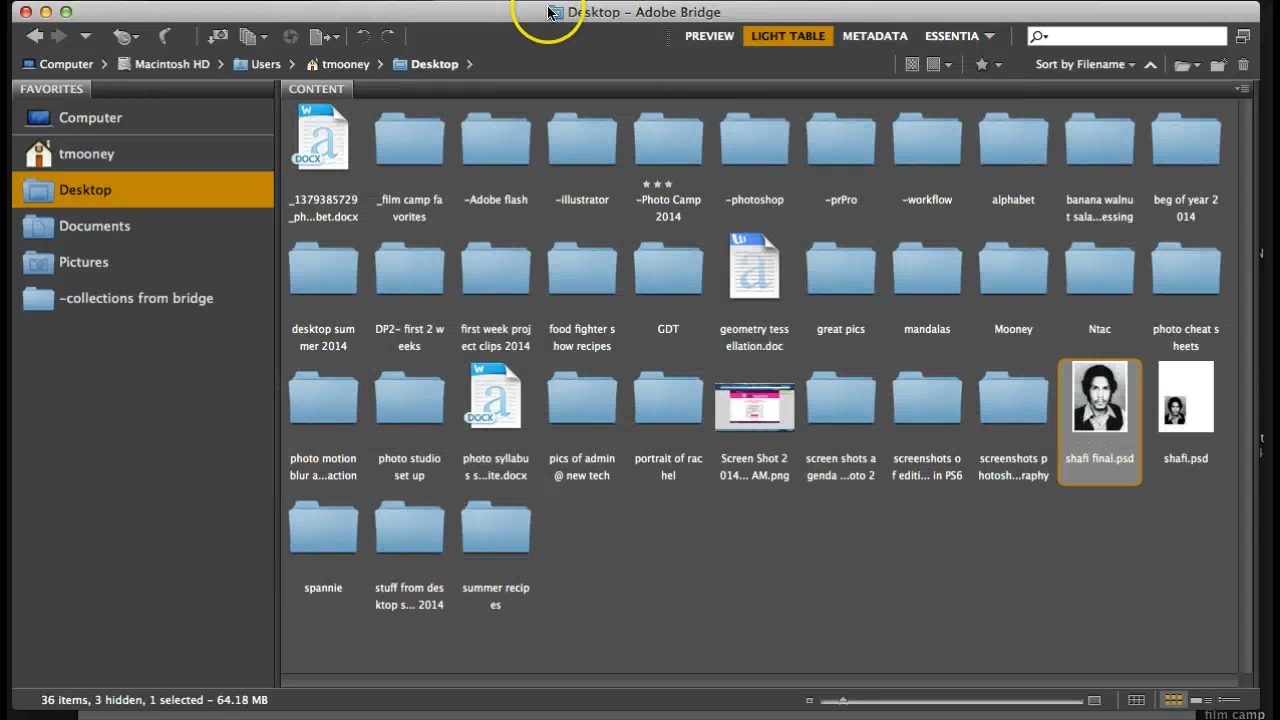 Desktop – Adobe Bridge
PREVIEW LIGHT TABLE METADATA ESSENTIA
Computer Macintosh HD Users tmooney Desktop
Sort by Filename
FAVORITES
CONTENT
Computer
tmooney
Desktop
Documents
Pictures
~collections from bridge
W DOCX
_1379385729 _ph...bet.docx
_film camp fa vorites
~Adobe flash
~illustrator
~Photo Camp 2014
~photoshop
~prPro
~workflow
alphabet
banana walnu t sala...essing
beg of year 2 014
W
desktop sum mer 2014
DP2- first 2 w eeks
first week proj ect clips 2014
food fighter s how recipes
GDT
geometry tess ellation.doc
great pics
mandalas
Mooney
Ntac
photo cheat s heets
W DOCX
photo motion blur a...action
photo studio set up
photo syllabu s s...ite.docx
pics of admin @ new tech
portrait of rac hel
Screen Shot 2 014... AM.png
screen shots a genda ...oto 2
screenshots o f editi... in PS6
screenshots p hotosh...raphy
shafi final.psd
shafi.psd
spannie
stuff from des ktop s... 2014
summer recip es
36 items, 3 hidden, 1 selected – 64.18 MB
film camp